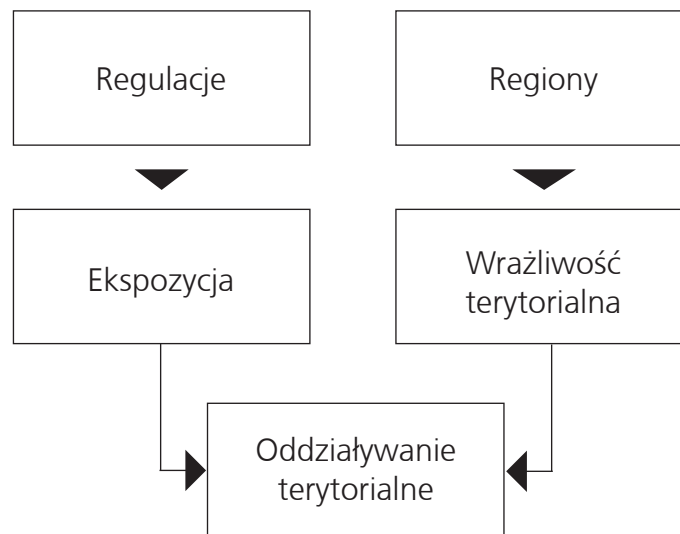 Regulacje
Regiony
Ekspozycja
Wrażliwość
terytorialna
Oddziaływanie
terytorialne